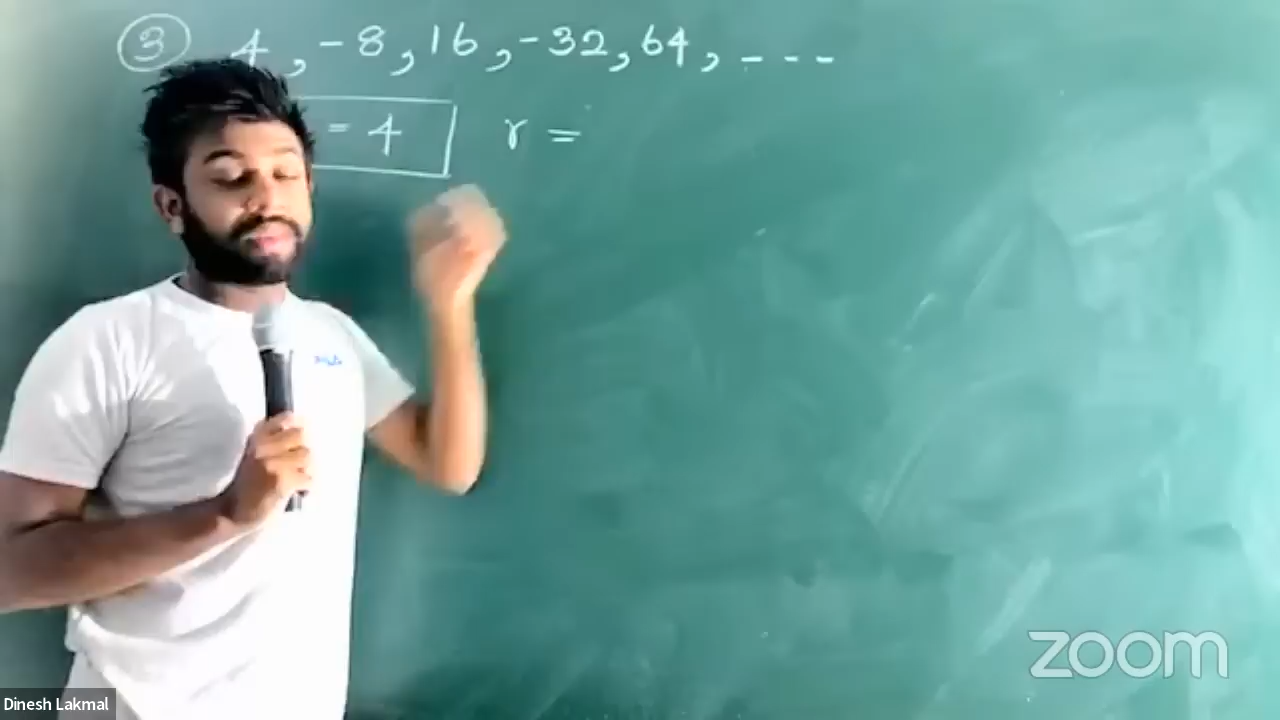 ③ 4, -8, 16, -32, 64, ----
= 4 r =
zoom
Dinesh Lakmal